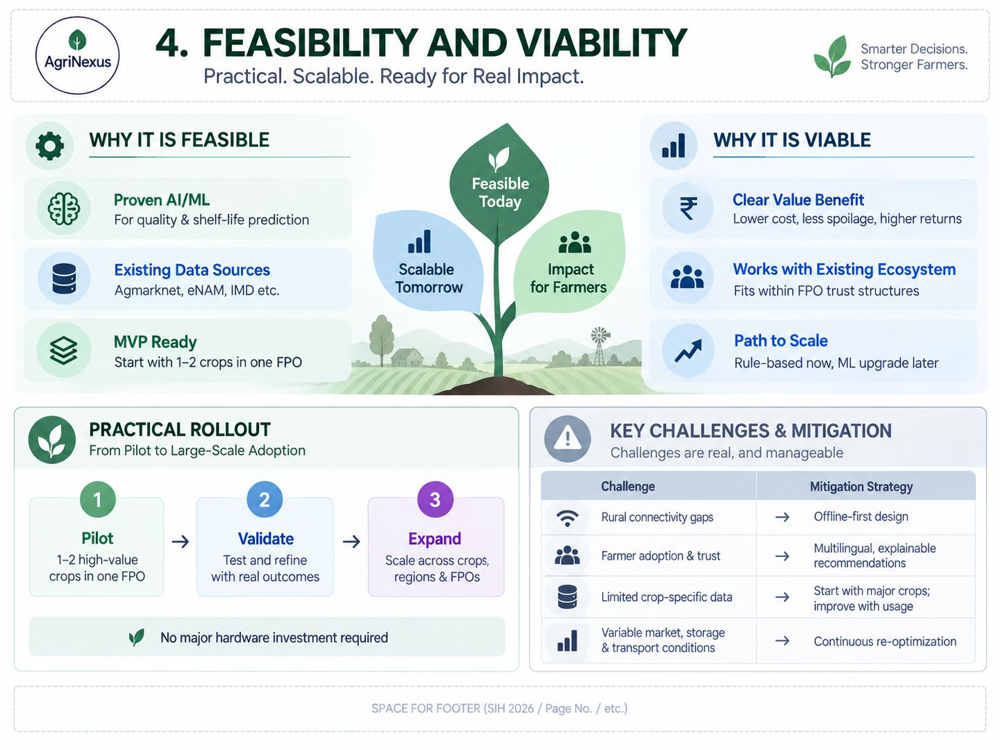 AgriNexus
4. FEASIBILITY AND VIABILITY
Practical. Scalable. Ready for Real Impact.
Smarter Decisions.
Stronger Farmers.
WHY IT IS FEASIBLE
Proven AI/ML
For quality & shelf-life prediction
Existing Data Sources
Agmarknet, eNAM, IMD etc.
MVP Ready
Start with 1–2 crops in one FPO
Feasible
Today
Scalable
Tomorrow
Impact
for Farmers
WHY IT IS VIABLE
₹
Clear Value Benefit
Lower cost, less spoilage, higher returns
Works with Existing Ecosystem
Fits within FPO trust structures
Path to Scale
Rule-based now, ML upgrade later
PRACTICAL ROLLOUT
From Pilot to Large-Scale Adoption
1
Pilot
1–2 high-value
crops in one FPO
2
Validate
Test and refine
with real outcomes
3
Expand
Scale across crops,
regions & FPOs
No major hardware investment required
KEY CHALLENGES & MITIGATION
Challenges are real, and manageable
Challenge
Mitigation Strategy
Rural connectivity gaps
→ Offline-first design
Farmer adoption & trust
→ Multilingual, explainable
recommendations
Limited crop-specific data
→ Start with major crops;
improve with usage
Variable market, storage
& transport conditions
→ Continuous re-optimization
SPACE FOR FOOTER (SIH 2026 / Page No. / etc.)